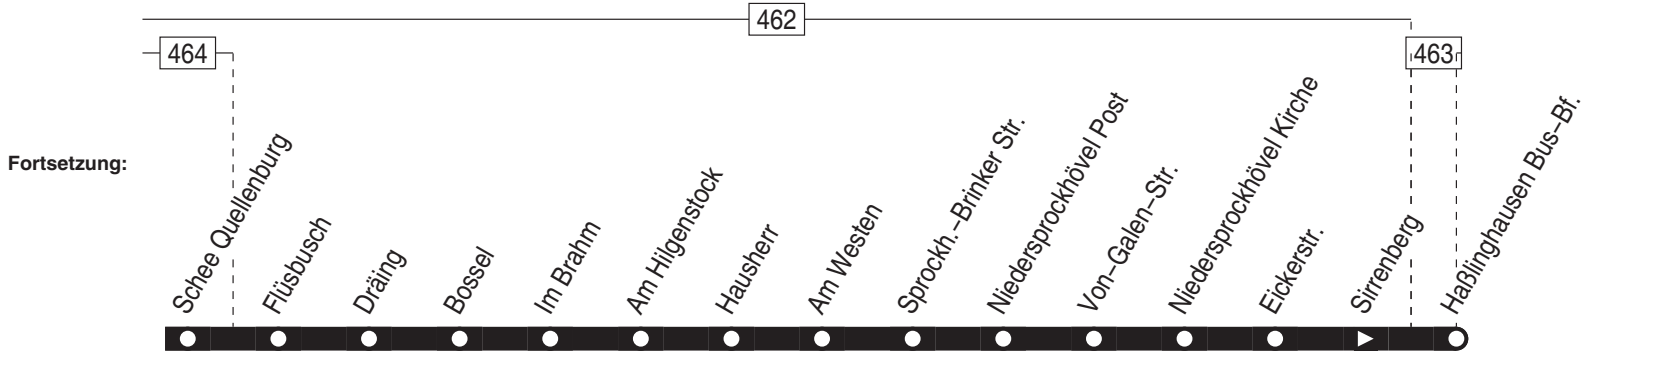 462
464
463
Fortsetzung:
Schee Quellenburg
Flüsbusch
Dräing
Bossel
Im Brahm
Am Hilgenstock
Hausherr
Am Westen
Sprockh.–Brinker Str.
Niedersprockhövel Post
Von–Galen–Str.
Niedersprockhövel Kirche
Eickerstr.
Sirrenberg
Haßlinghausen Bus–Bf.